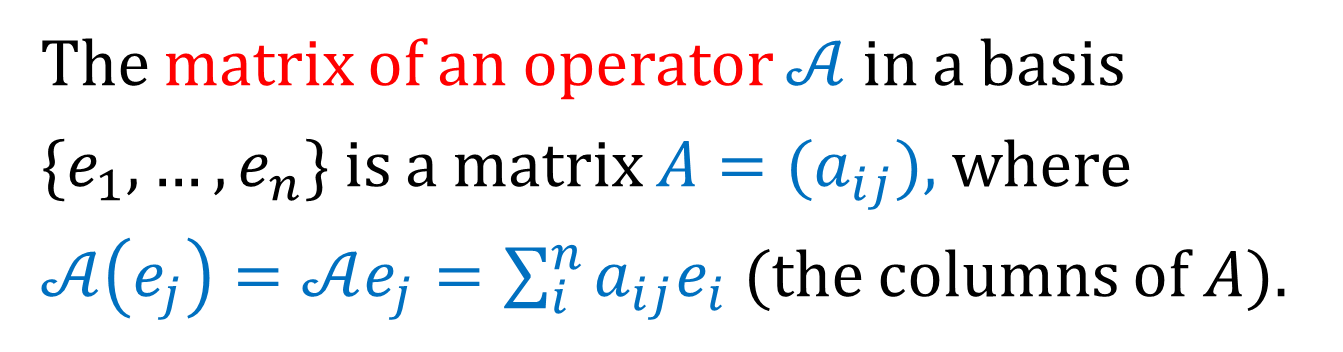 The matrix of an operator 𝒜 in a basis
{e₁, … , eₙ} is a matrix A = (aᵢⱼ), where
𝒜(eⱼ) = 𝒜eⱼ = ∑ᵢⁿ aᵢⱼeᵢ (the columns of A).